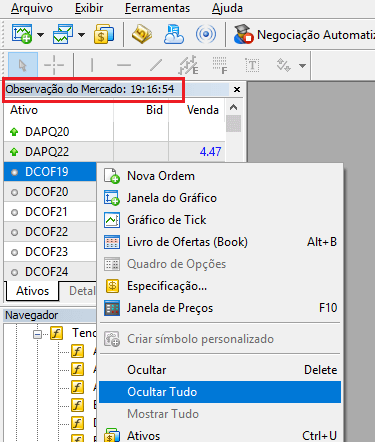 Arquivo Exibir Ferramentas Ajuda
Negociação Automatiz
E F
Observação do Mercado: 19:16:54 ×
Ativo Bid Venda
DAPQ20
DAPQ22 4.47
DCOF19
DCOF20
DCOF21
DCOF22
DCOF23
DCOF24
Ativos Detal
Navegador
Tend
Nova Ordem
Janela do Gráfico
Gráfico de Tick
Livro de Ofertas (Book) Alt+B
Quadro de Opções
Especificação...
Janela de Preços F10
Criar símbolo personalizado
Ocultar Delete
Ocultar Tudo
Mostrar Tudo
Ativos Ctrl+U